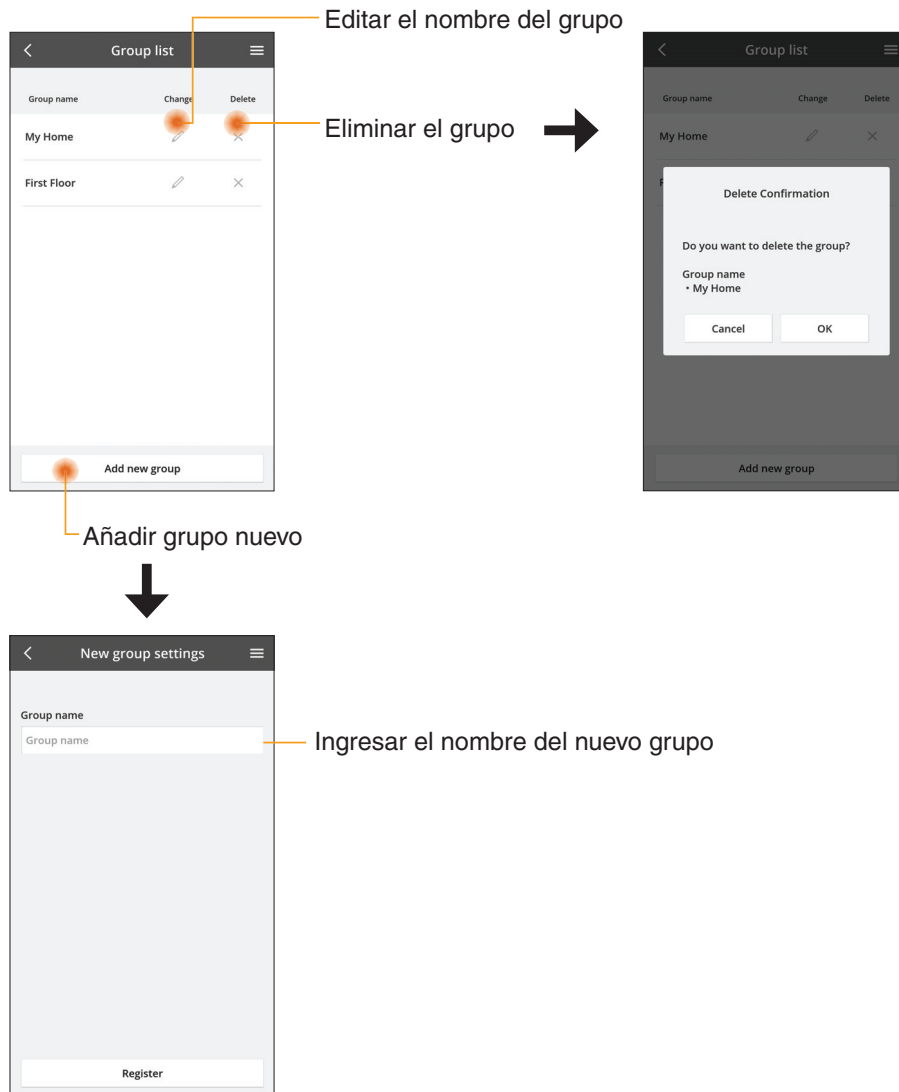 Editar el nombre del grupo
Group list
Group name Change Delete
My Home
First Floor
Add new group
Eliminar el grupo
Group list
Group name Change Delete
My Home
F
Delete Confirmation
Do you want to delete the group?
Group name
• My Home
Cancel OK
Add new group
Añadir grupo nuevo
New group settings
Group name
Group name
Register
Ingresar el nombre del nuevo grupo